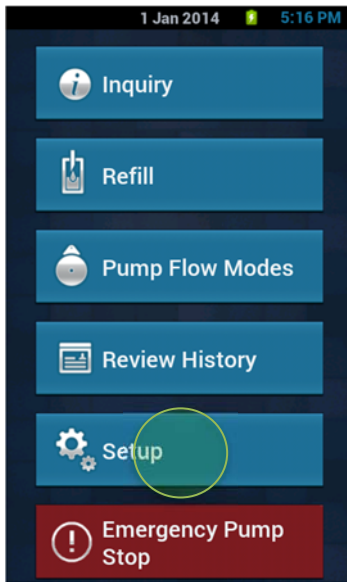 1 Jan 2014 5:16 PM
Inquiry
Refill
Pump Flow Modes
Review History
Setup
Emergency Pump
Stop